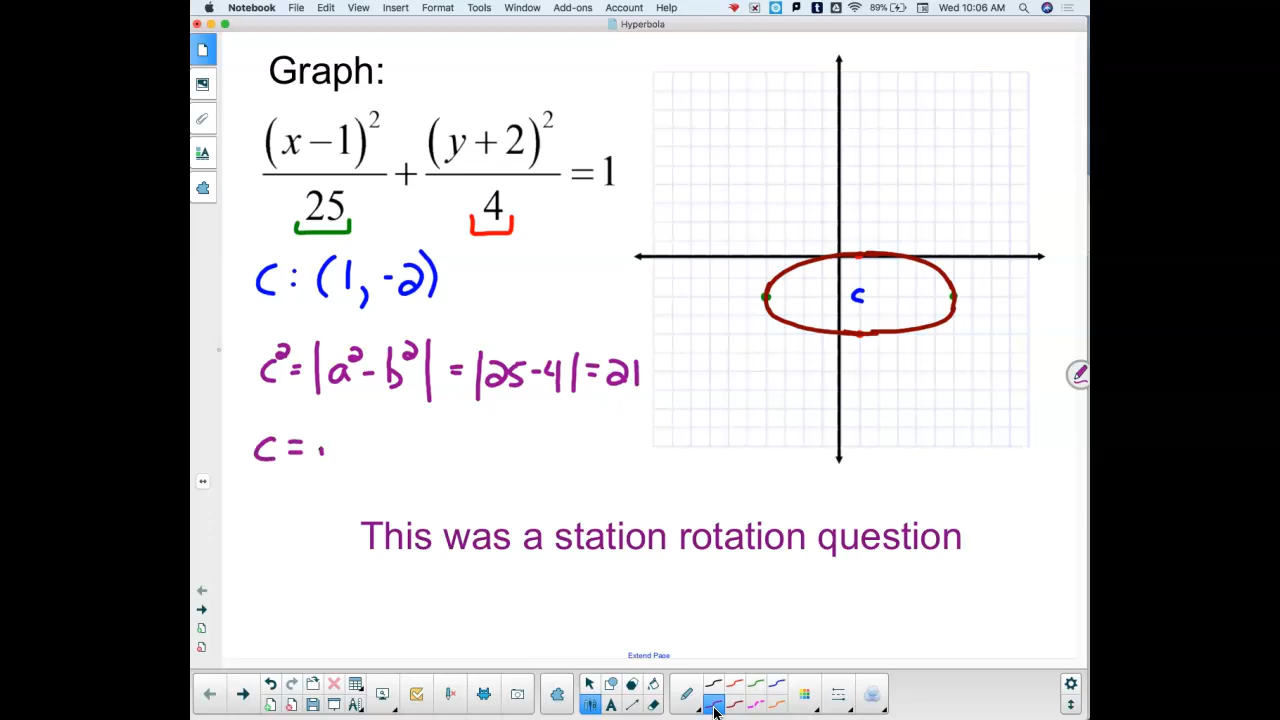 Notebook File Edit View Insert Format Tools Window Add-ons Account Help 89% Wed 10:06 AM
Hyperbola
Graph:
(x−1)²/25 + (y+2)²/4 = 1
C: (1, -2)
C
c² = |a² - b²| = |25-4| = 21
c =
This was a station rotation question
Extend Page